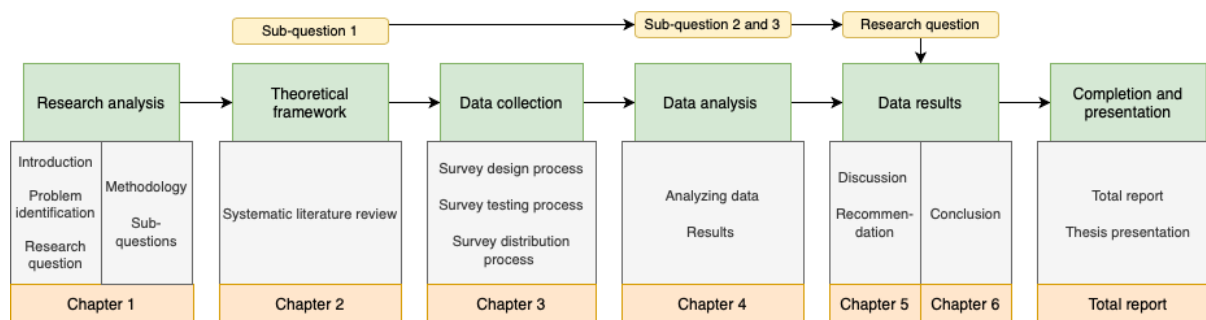 Sub-question 1
Sub-question 2 and 3
Research question
Research analysis
Theoretical
framework
Data collection
Data analysis
Data results
Completion and
presentation
Introduction
Problem
identification
Research
question
Methodology
Sub-
questions
Systematic literature review
Survey design process
Survey testing process
Survey distribution
process
Analyzing data
Results
Discussion
Recommen-
dation
Conclusion
Total report
Thesis presentation
Chapter 1
Chapter 2
Chapter 3
Chapter 4
Chapter 5
Chapter 6
Total report